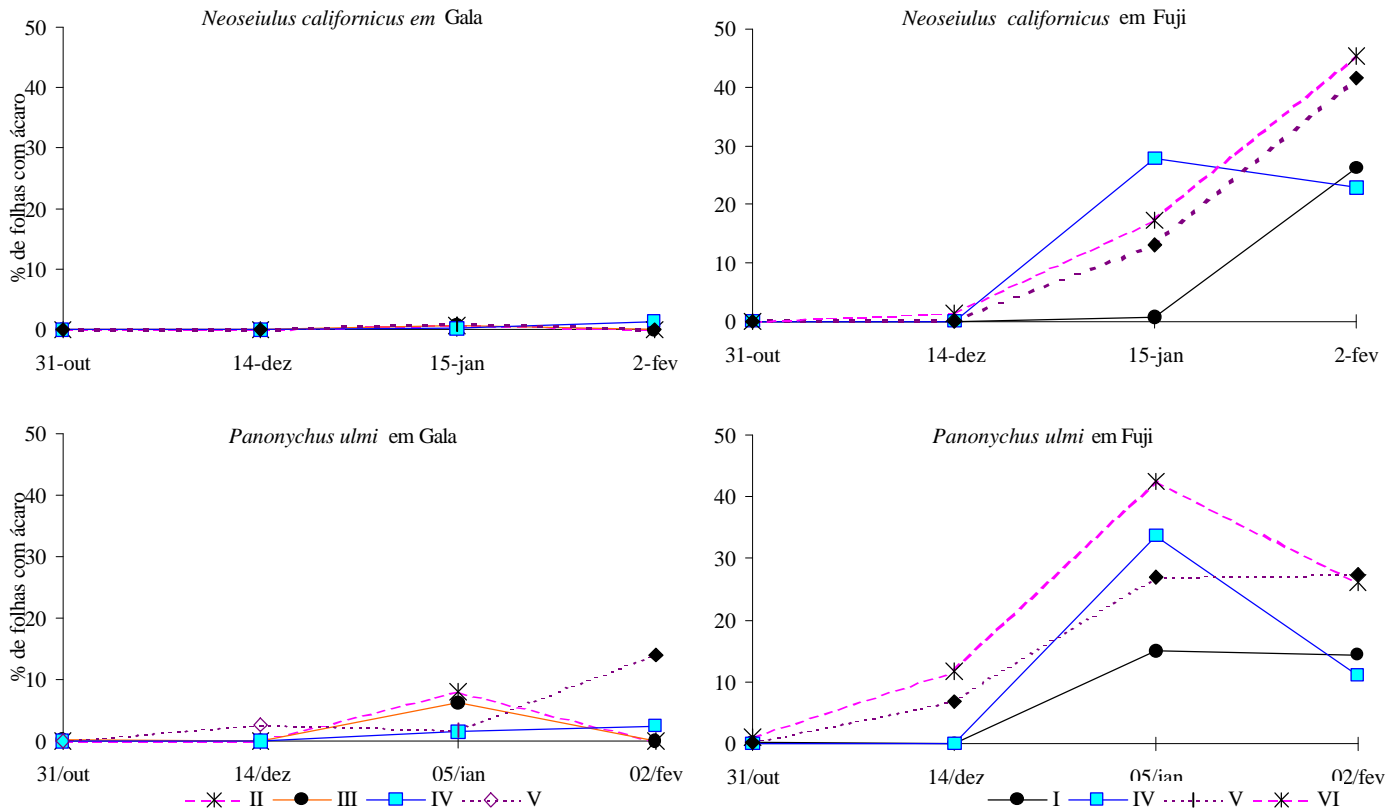 Neoseiulus californicus em Gala
% de folhas com ácaro
50
40
30
20
10
0
31-out 14-dez 15-jan 2-fev
Neoseiulus californicus em Fuji
50
40
30
20
10
0
31-out 14-dez 15-jan 2-fev
Panonychus ulmi em Gala
% de folhas com ácaro
50
40
30
20
10
0
31/out 14/dez 05/jan 02/fev
II III IV V
Panonychus ulmi em Fuji
50
40
30
20
10
0
31/out 14/dez 05/jan 02/fev
I IV V VI